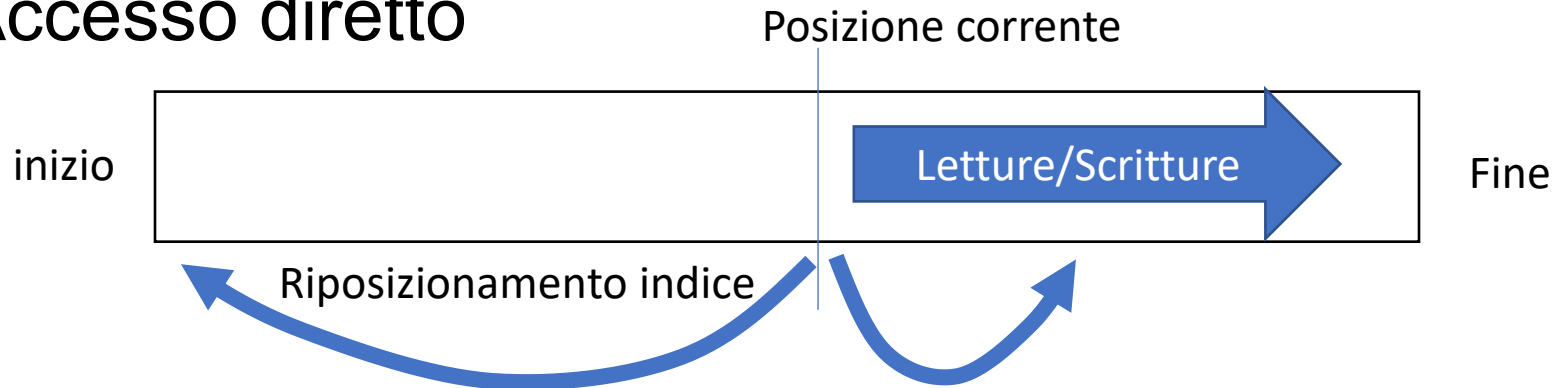 Accesso diretto
Posizione corrente
inizio
Letture/Scritture
Fine
Riposizionamento indice